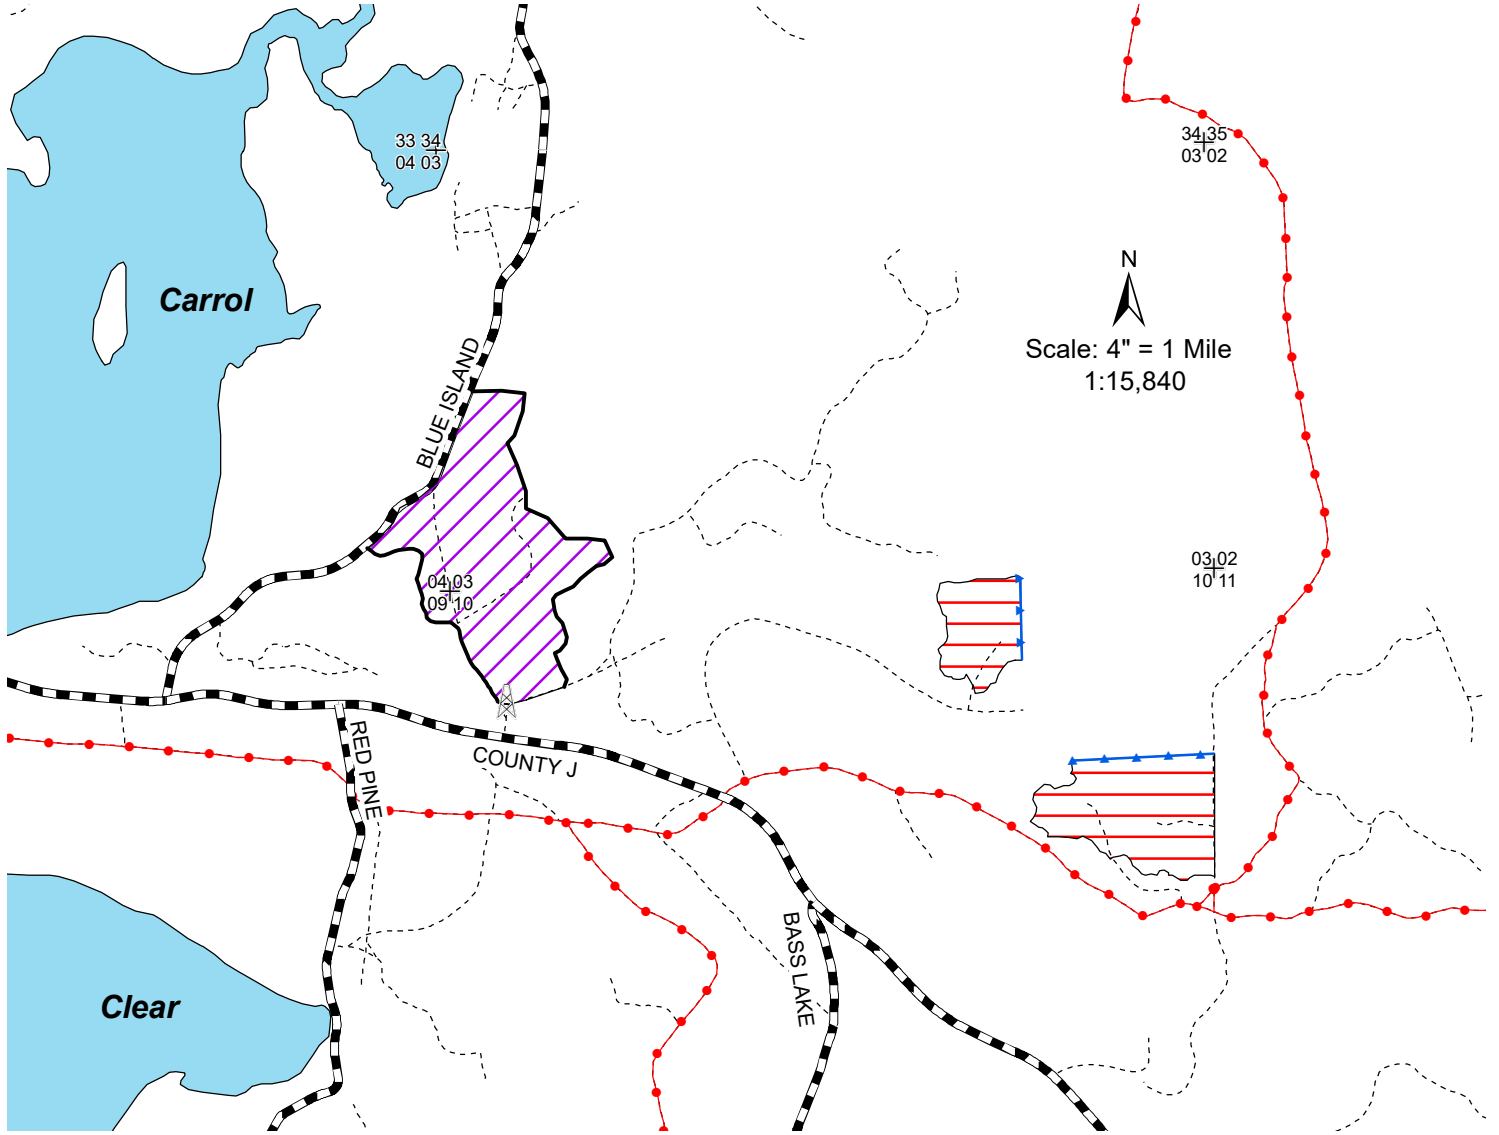 33 34
04 03
34 35
03 02
N
Carrol
Scale: 4" = 1 Mile
1:15,840
BLUE ISLAND
03 02
10 11
04 03
09 10
RED PINE
COUNTY J
BASS LAKE
Clear